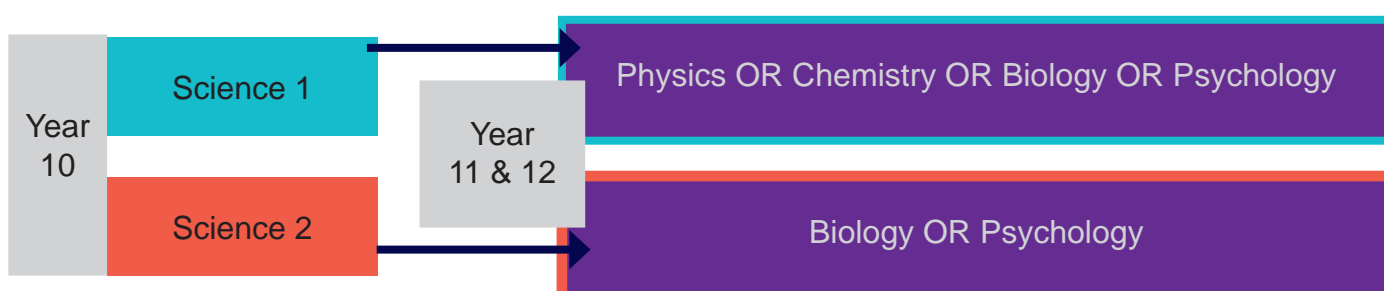 Year
10
Science 1
Science 2
Year
11 & 12
Physics OR Chemistry OR Biology OR Psychology
Biology OR Psychology